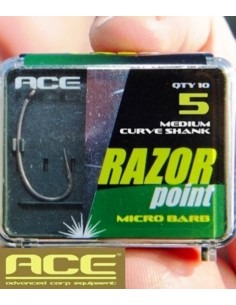 ACE
QTY 10
5
MEDIUM
CURVE SHANK
RAZOR
point
MICRO BARB
ACE
advanced carp equipment